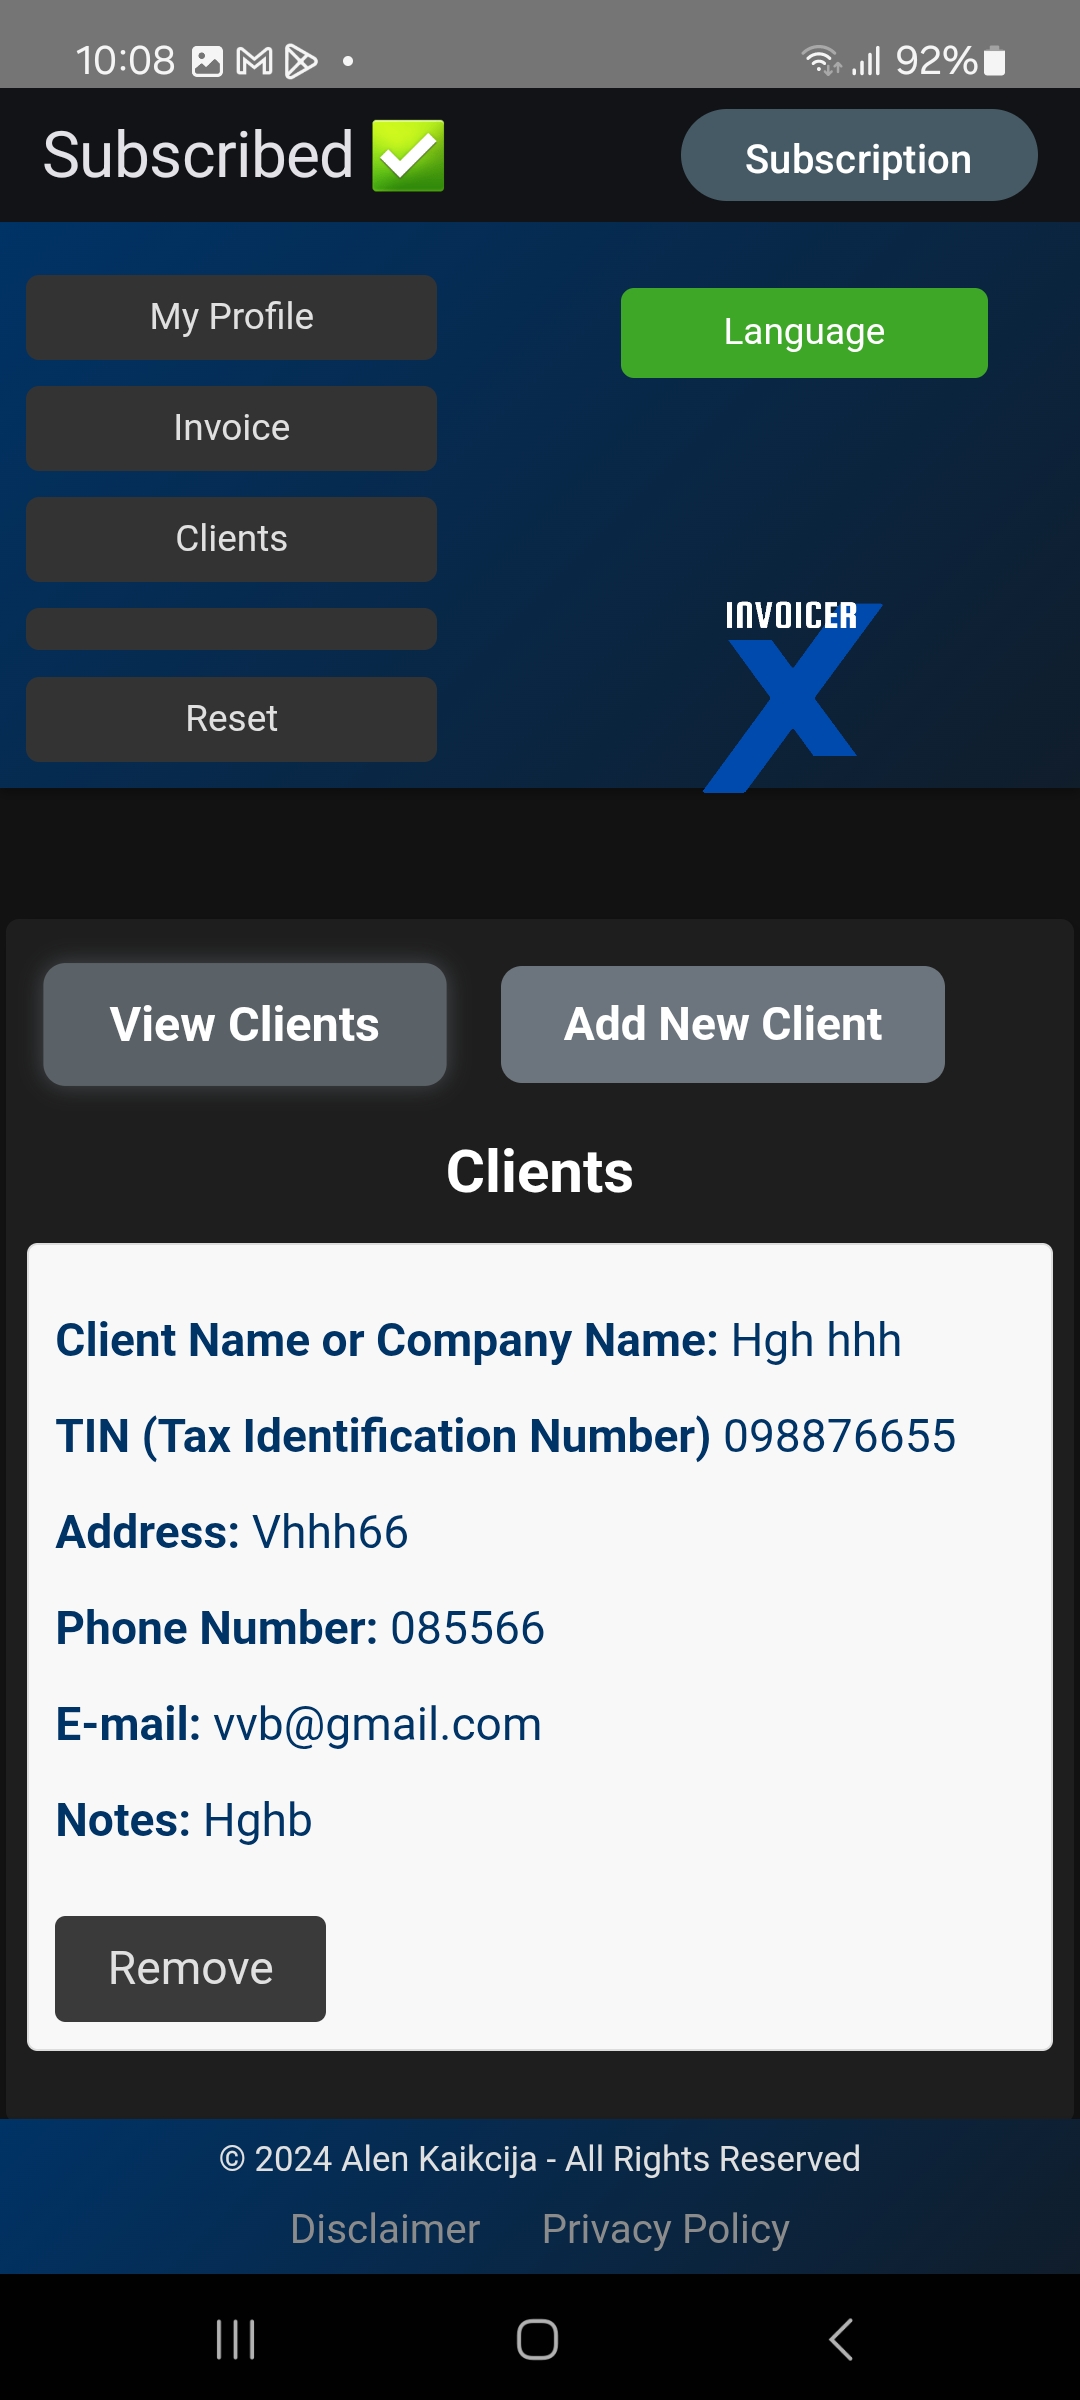 10:08
92%
Subscribed ✅
Subscription
My Profile
Language
Invoice
Clients
INVOICER
X
Reset
View Clients
Add New Client
Clients
Client Name or Company Name: Hgh hhh
TIN (Tax Identification Number) 098876655
Address: Vhhh66
Phone Number: 085566
E-mail: vvb@gmail.com
Notes: Hghb
Remove
© 2024 Alen Kaikcija - All Rights Reserved
Disclaimer Privacy Policy